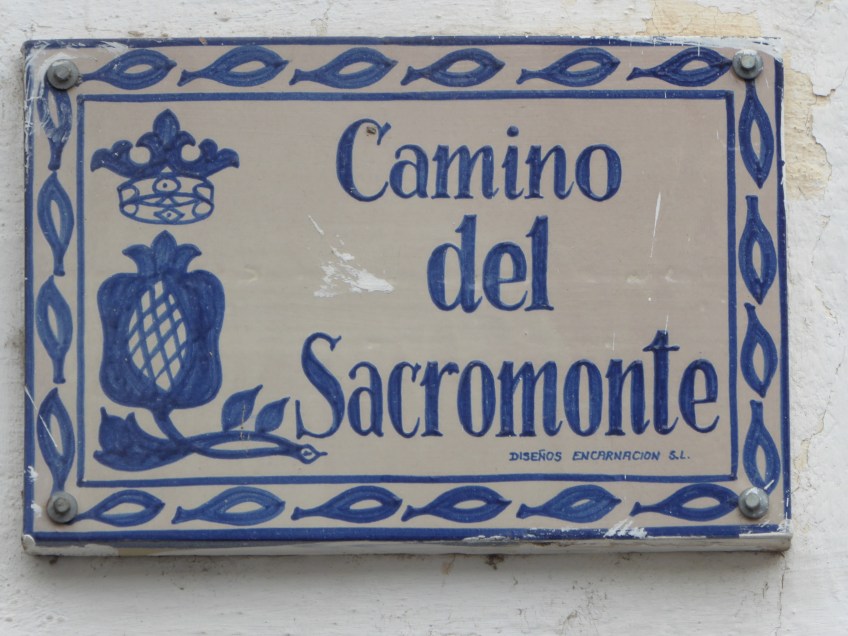 Camino
del
Sacromonte
DISEÑOS ENCARNACION S.L.